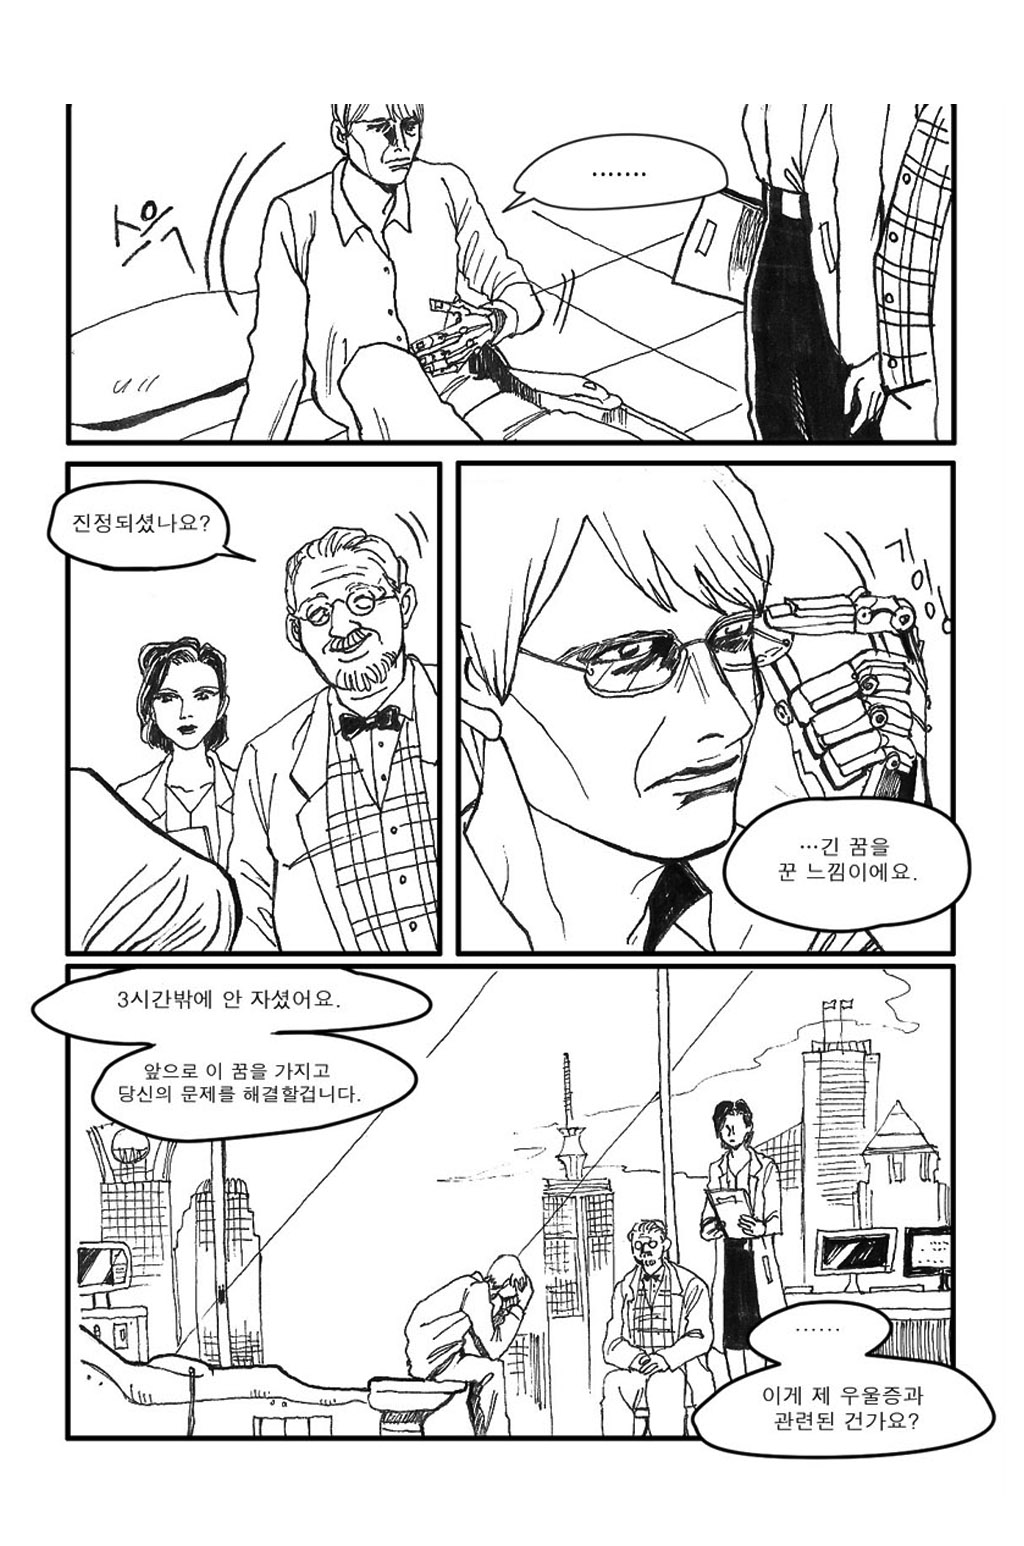 .......
스윽
진정되셨나요?
기잉
…긴 꿈을
꾼 느낌이에요.
3시간밖에 안 자셨어요.
앞으로 이 꿈을 가지고
당신의 문제를 해결할겁니다.
......
이게 제 우울증과
관련된 건가요?